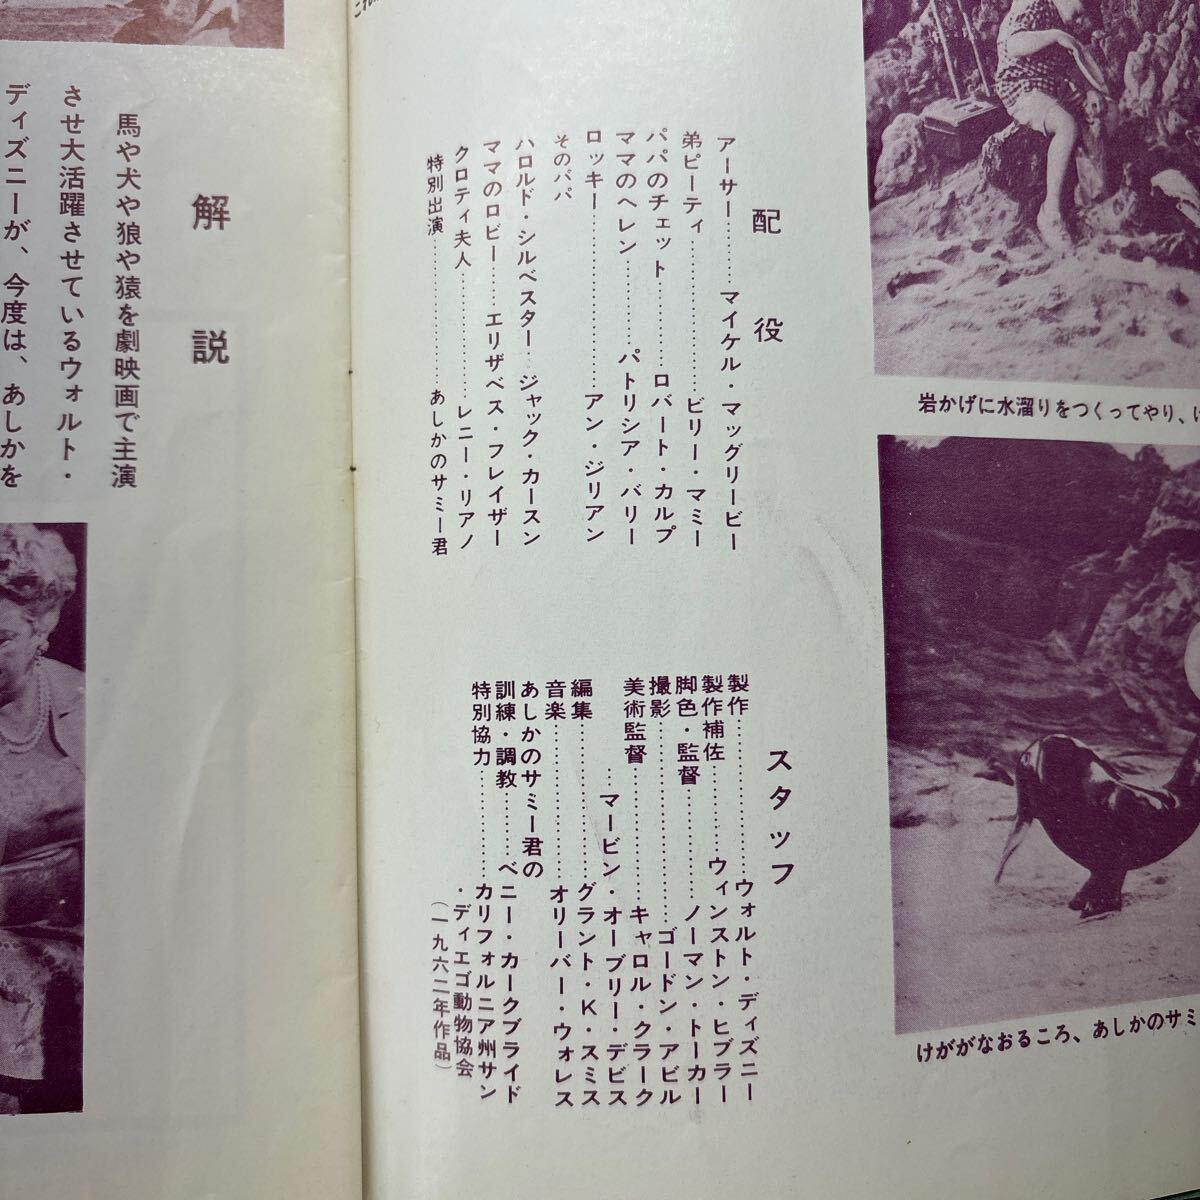 配役
アーサー……マイケル・マッグリービー
弟ピーティ……………ビリー・マミー
パパのチェット………ロバート・カルプ
ママのヘレン……パトリシア・バリー
ロッキー………………アン・ジリアン
そのパパ
ハロルド・シルベスター…ジャック・カースン
ママのロビー……エリザベス・フレイザー
クロティ夫人……………レニー・リアノ
特別出演……………あしかのサミー君
スタッフ
製作……………ウォルト・ディズニー
製作補佐………ウィンストン・ヒブラー
脚色・監督………ノーマン・トーカー
撮影………………ゴードン・アビル
美術監督…………キャロル・クラーク
…マービン・オーブリー・デビス
編集……………グラント・K・スミス
音楽……………オリーバー・ウォレス
あしかのサミー君の
訓練・調教……ベニー・カークブライド
特別協力………カリフォルニア州サン
・ディエゴ動物協会
(一九六二年作品)
岩かげに水溜りをつくってやり、
けががなおるころ、あしかのサミ
解説
馬や犬や狼や猿を劇映画で主演
させ大活躍させているウォルト・
ディズニーが、今度は、あしかを